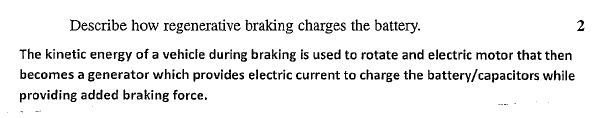 Describe how regenerative braking charges the battery. 2
The kinetic energy of a vehicle during braking is used to rotate and electric motor that then
becomes a generator which provides electric current to charge the battery/capacitors while
providing added braking force.